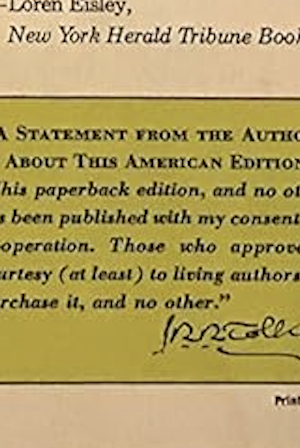 –Loren Eisley,
New York Herald Tribune Book
A STATEMENT FROM THE AUTHO
ABOUT THIS AMERICAN EDITION
his paperback edition, and no ot
s been published with my consent
operation. Those who approve
urtesy (at least) to living authors
rchase it, and no other."
Print